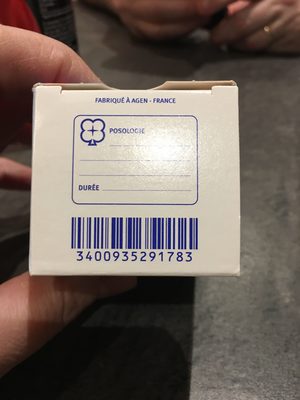 FABRIQUÉ À AGEN - FRANCE
POSOLOGIE
DURÉE
3400935291783